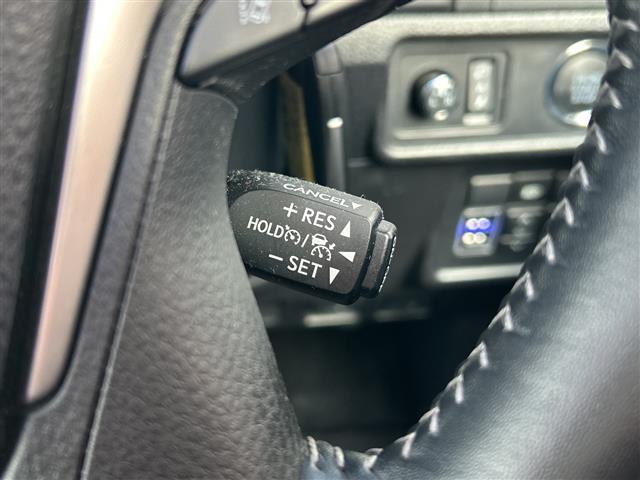 CANCEL
+ RES
HOLD /
− SET